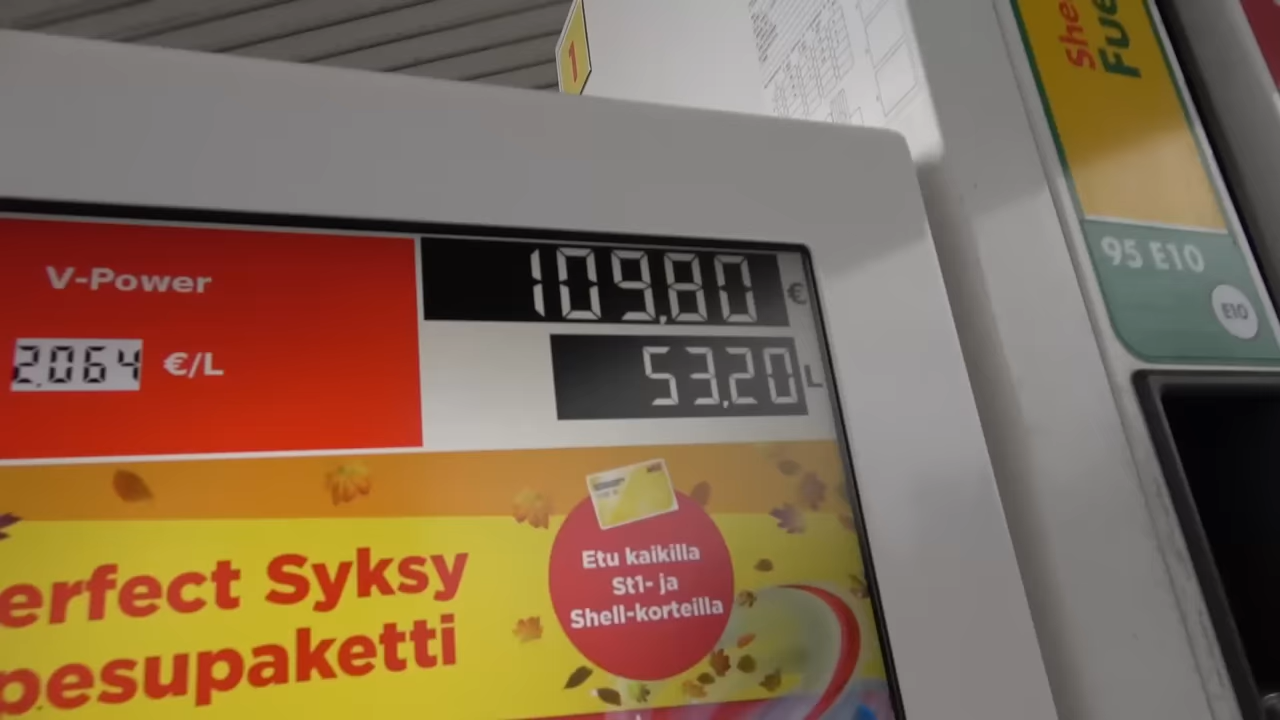 1
She
Fue
V-Power
109,80 €
2,064 €/L
53,20 L
95 E10
E10
erfect Syksy
pesupaketti
Etu kaikilla
St1- ja
Shell-korteilla